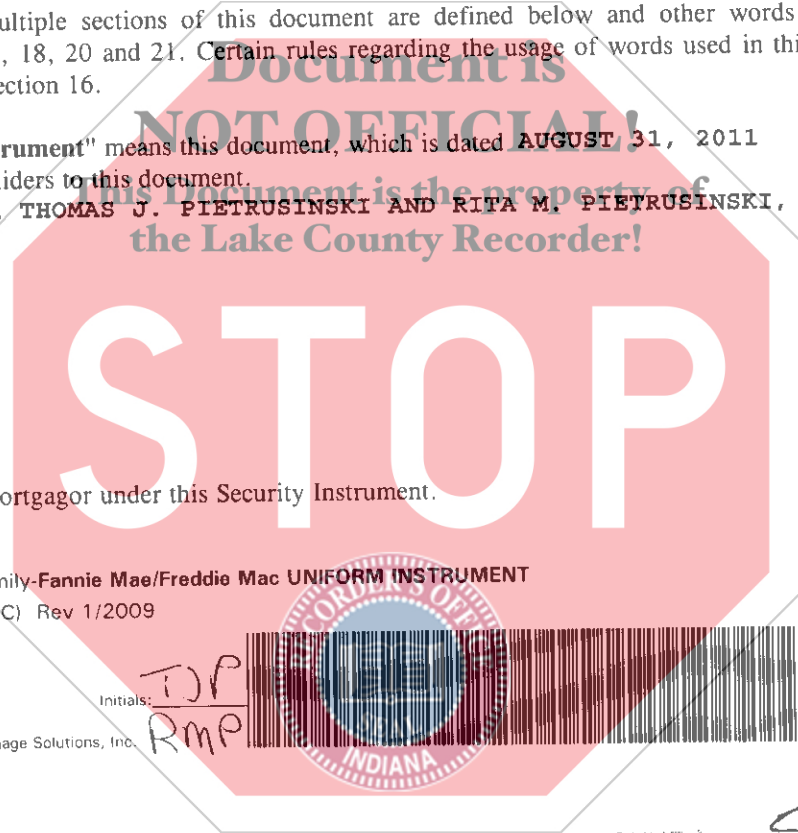 ultiple sections of this document are defined below and other words
, 18, 20 and 21. Certain rules regarding the usage of words used in thi
ection 16.
Document is
NOT OFFICIAL!
This Document is the property of
the Lake County Recorder!
rument" means this document, which is dated AUGUST 31, 2011
iders to this document.
THOMAS J. PIETRUSINSKI AND RITA M. PIETRUSINSKI,
STOP
ortgagor under this Security Instrument.
mily-Fannie Mae/Freddie Mac UNIFORM INSTRUMENT
C) Rev 1/2009
RECORDER'S OFFICE
SEAL
INDIANA
Initials: TJP
RMP
age Solutions, Inc.